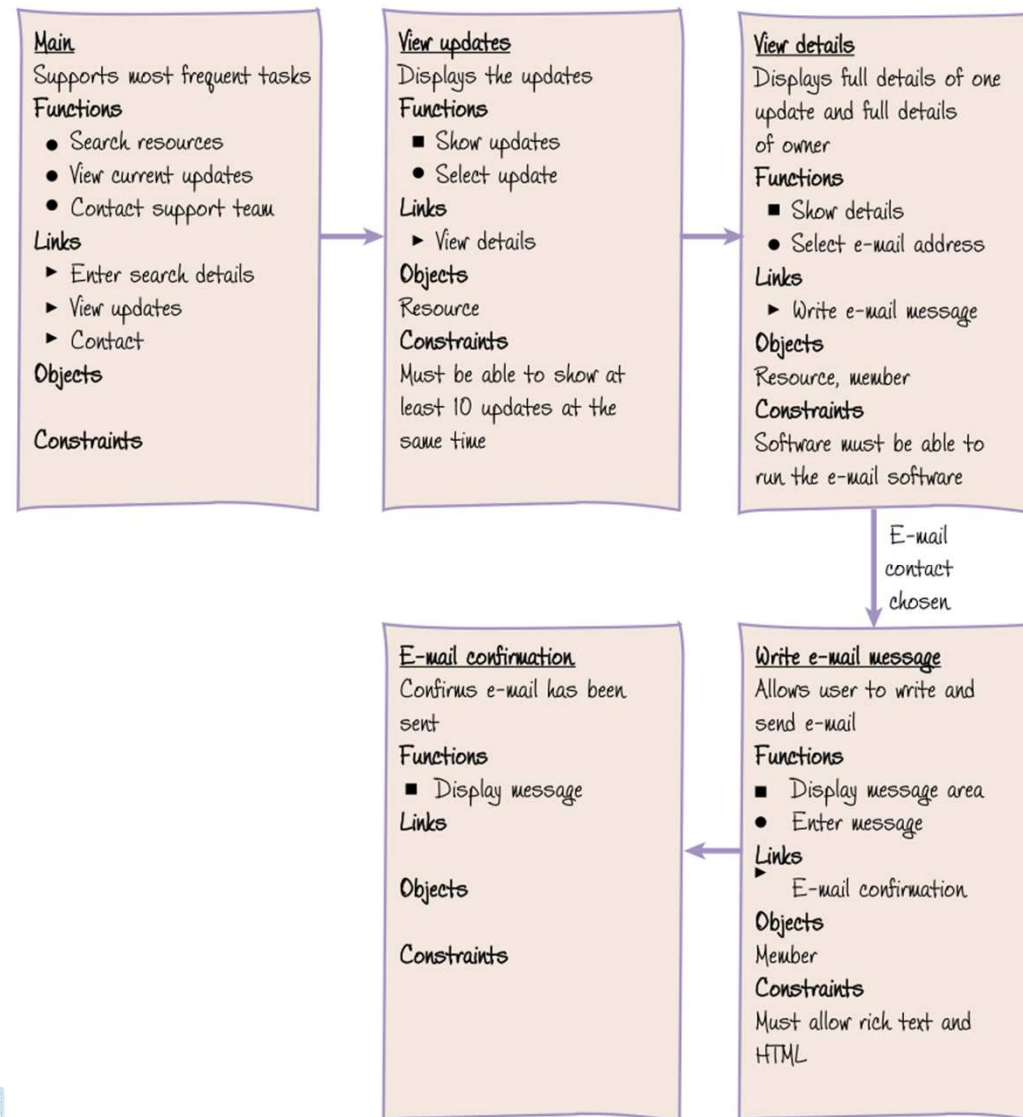 Main
Supports most frequent tasks
Functions
● Search resources
● View current updates
● Contact support team
Links
► Enter search details
► View updates
► Contact
Objects
Constraints
View updates
Displays the updates
Functions
■ Show updates
● Select update
Links
► View details
Objects
Resource
Constraints
Must be able to show at
least 10 updates at the
same time
View details
Displays full details of one
update and full details
of owner
Functions
■ Show details
● Select e-mail address
Links
► Write e-mail message
Objects
Resource, member
Constraints
Software must be able to
run the e-mail software
E-mail
contact
chosen
Write e-mail message
Allows user to write and
send e-mail
Functions
■ Display message area
● Enter message
Links
► E-mail confirmation
Objects
Member
Constraints
Must allow rich text and
HTML
E-mail confirmation
Confirms e-mail has been
sent
Functions
■ Display message
Links
Objects
Constraints